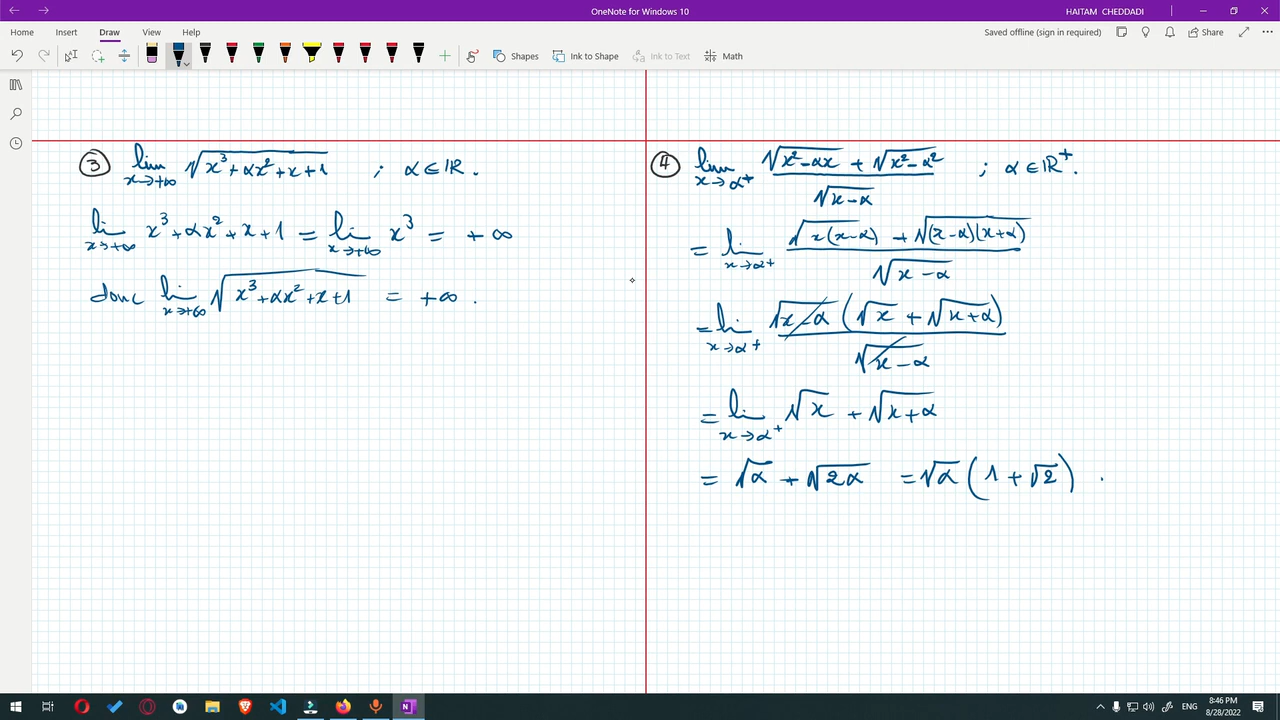 OneNote for Windows 10
HAITAM CHEDDADI
Home Insert Draw View Help
Saved offline (sign in required)
Share
Shapes Ink to Shape Ink to Text Math
③ lim x→+∞ √(x³+αx²+x+1) ; α∈ℝ.
lim x→+∞ x³+αx²+x+1 = lim x→+∞ x³ = +∞
donc lim x→+∞ √(x³+αx²+x+1) = +∞.
④ lim x→α⁺ (√(x²-αx) + √(x²-α²))/√(x-α) ; α∈ℝ⁺.
= lim x→α⁺ (√(x(x-α)) + √((x-α)(x+α)))/√(x-α)
= lim x→α⁺ √(x-α) (√x + √(x+α))/√(x-α)
= lim x→α⁺ √x + √(x+α)
= √α + √(2α) = √α (1+√2).
8:46 PM
ENG
8/28/2022